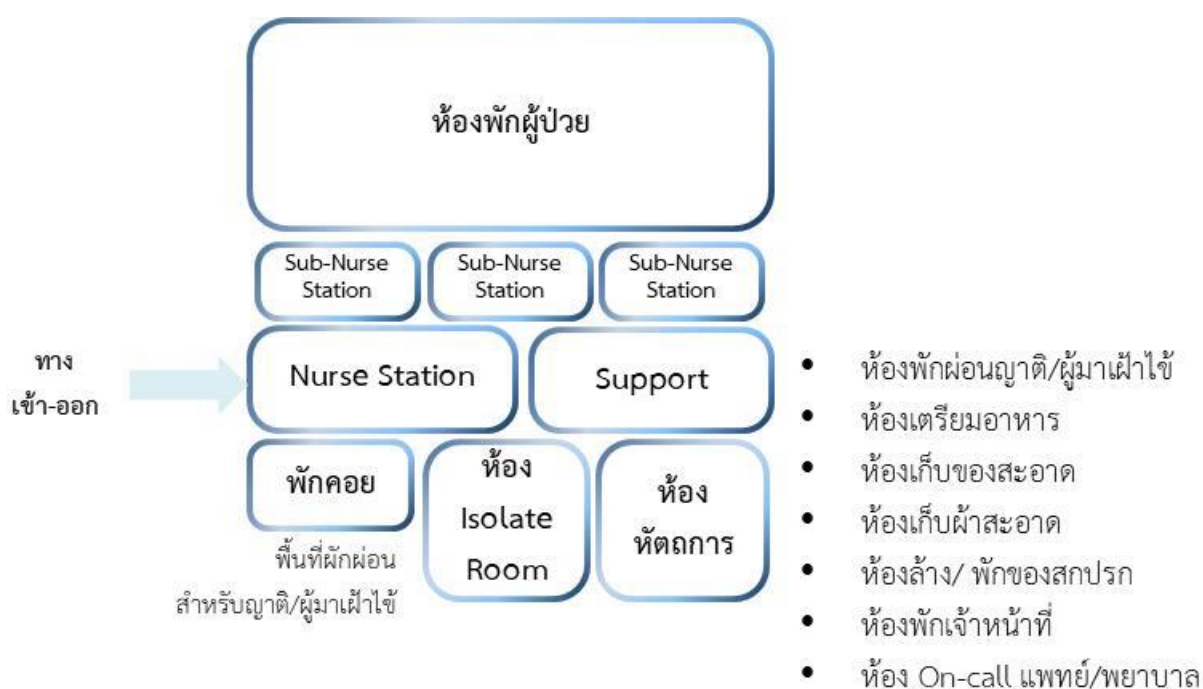 ห้องพักผู้ป่วย
Sub-Nurse
Station
Sub-Nurse
Station
Sub-Nurse
Station
ทาง
เข้า-ออก
Nurse Station
Support
พักคอย
พื้นที่ผักผ่อน
สำหรับญาติ/ผู้มาเฝ้าไข้
ห้อง
Isolate
Room
ห้อง
หัตถการ
• ห้องพักผ่อนญาติ/ผู้มาเฝ้าไข้
• ห้องเตรียมอาหาร
• ห้องเก็บของสะอาด
• ห้องเก็บผ้าสะอาด
• ห้องล้าง/ พักของสกปรก
• ห้องพักเจ้าหน้าที่
• ห้อง On-call แพทย์/พยาบาล